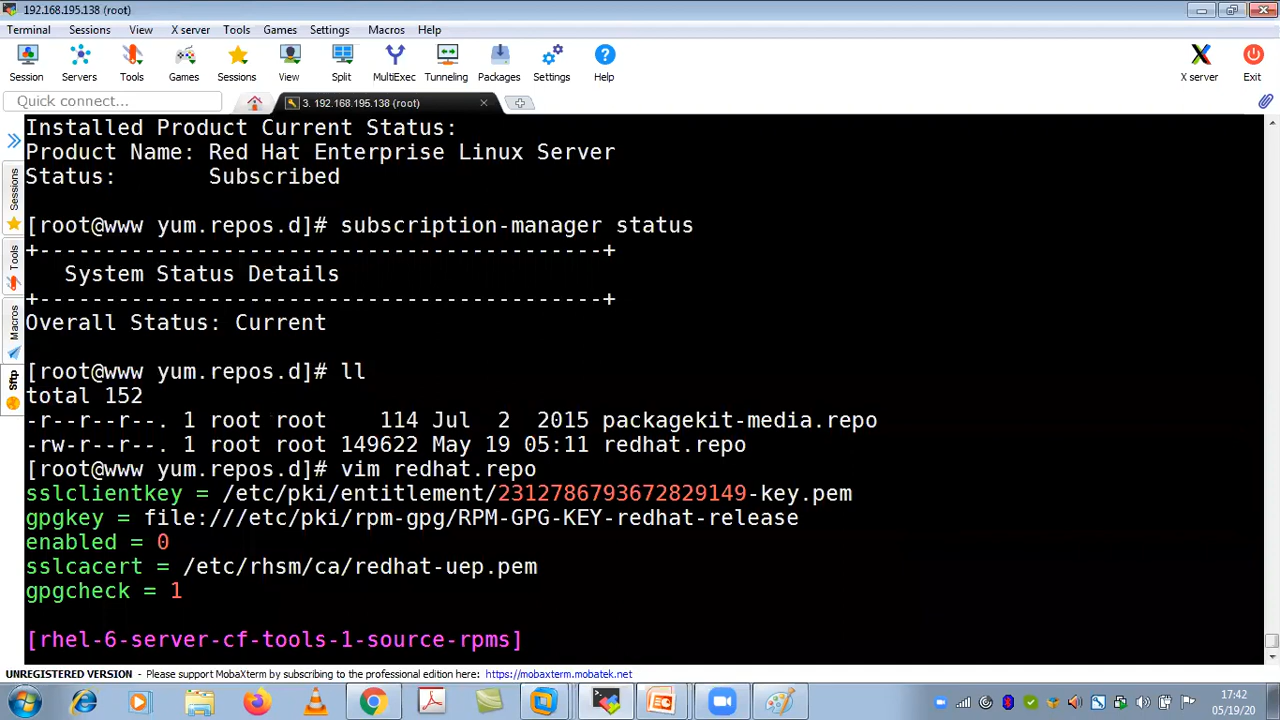 192.168.195.138 (root)
Terminal Sessions View X server Tools Games Settings Macros Help
Session Servers Tools Games Sessions View Split MultiExec Tunneling Packages Settings Help X server Exit
Quick connect...
3. 192.168.195.138 (root)
Sessions
Tools
Macros
Sftp
Installed Product Current Status:
Product Name: Red Hat Enterprise Linux Server
Status: Subscribed
[root@www yum.repos.d]# subscription-manager status
+-------------------------------------------+
System Status Details
+-------------------------------------------+
Overall Status: Current
[root@www yum.repos.d]# ll
total 152
-r--r--r--. 1 root root 114 Jul 2 2015 packagekit-media.repo
-rw-r--r--. 1 root root 149622 May 19 05:11 redhat.repo
[root@www yum.repos.d]# vim redhat.repo
sslclientkey = /etc/pki/entitlement/2312786793672829149-key.pem
gpgkey = file:///etc/pki/rpm-gpg/RPM-GPG-KEY-redhat-release
enabled = 0
sslcacert = /etc/rhsm/ca/redhat-uep.pem
gpgcheck = 1
[rhel-6-server-cf-tools-1-source-rpms]
UNREGISTERED VERSION - Please support MobaXterm by subscribing to the professional edition here: https://mobaxterm.mobatek.net
17:42
05/19/20